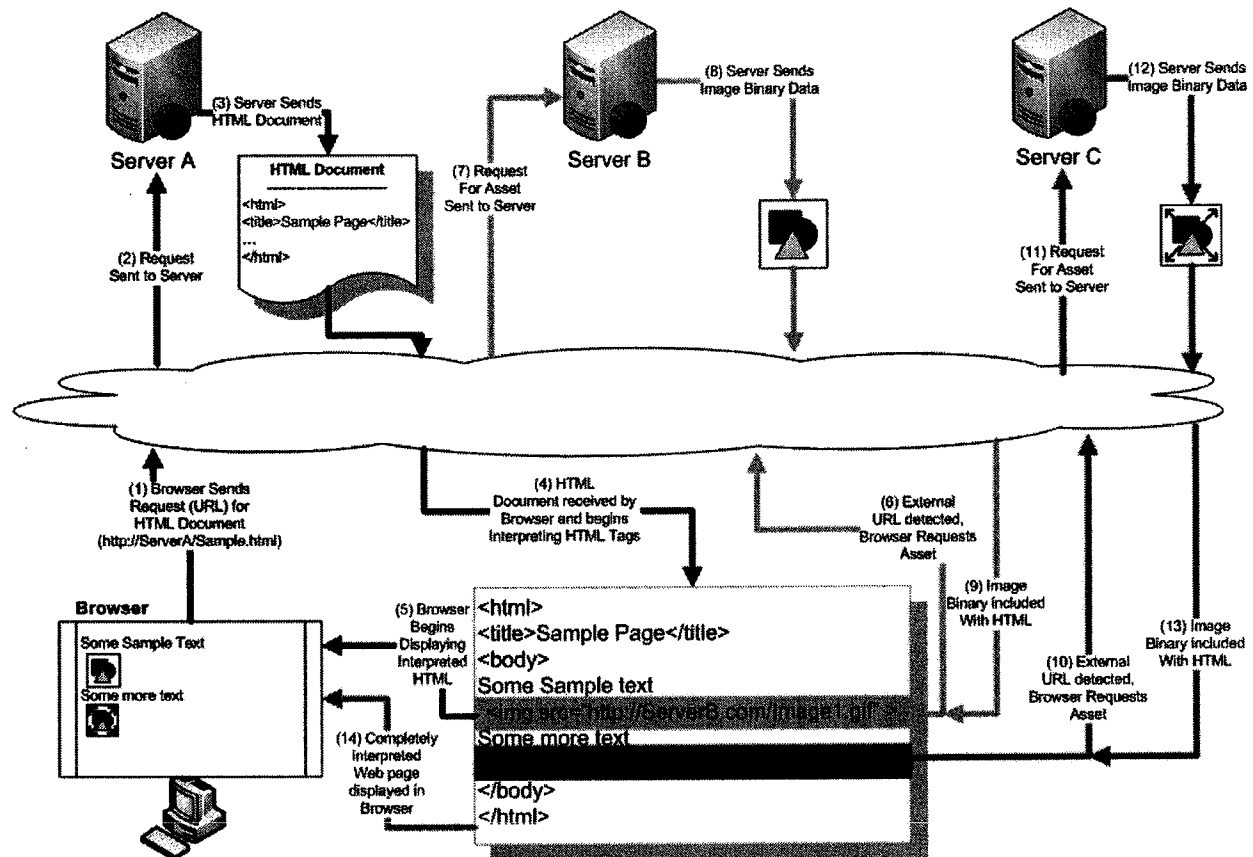 Server A
(3) Server Sends
HTML Document
HTML Document
<html>
<title>Sample Page</title>
...
</html>
(2) Request
Sent to Server
(7) Request
For Asset
Sent to Server
Server B
(8) Server Sends
Image Binary Data
Server C
(12) Server Sends
Image Binary Data
(11) Request
For Asset
Sent to Server
(1) Browser Sends
Request (URL) for
HTML Document
(http://ServerA/Sample.html)
(4) HTML
Document received by
Browser and begins
Interpreting HTML Tags
(6) External
URL detected,
Browser Requests
Asset
(9) Image
Binary included
With HTML
(10) External
URL detected,
Browser Requests
Asset
(13) Image
Binary included
With HTML
Browser
Some Sample Text
Some more text
(5) Browser
Begins
Displaying
Interpreted
HTML
(14) Completely
Interpreted
Web page
displayed in
Browser
<html>
<title>Sample Page</title>
<body>
Some Sample text
<img src="http://ServerB.com/Image1.gif" >
Some more text
</body>
</html>